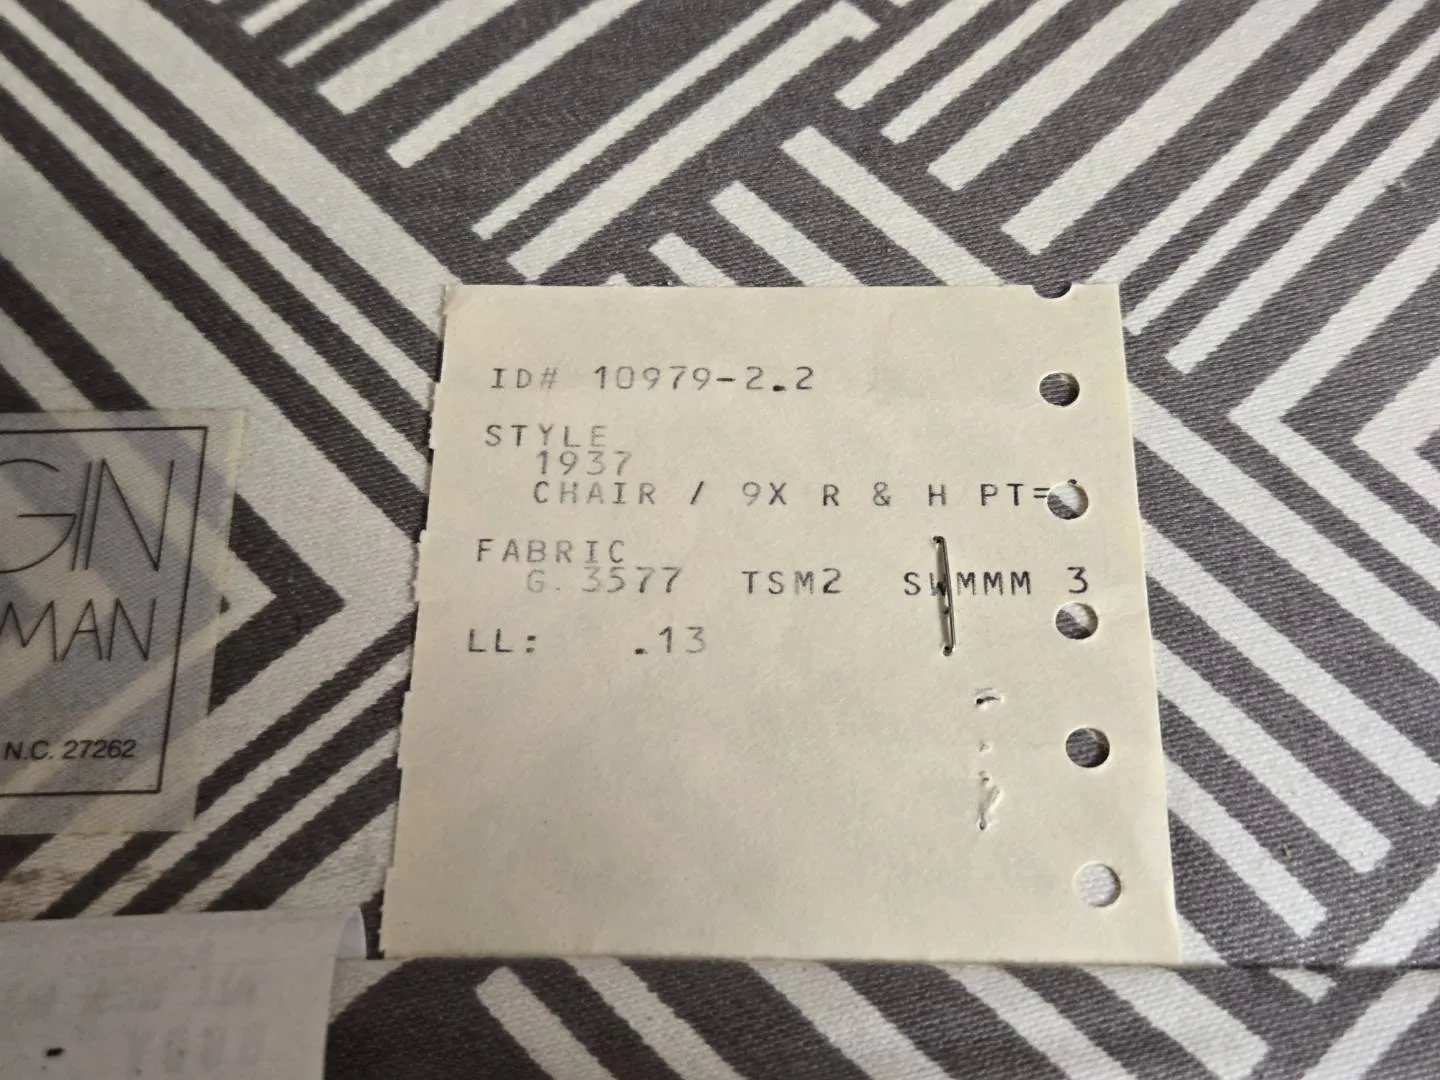 ID# 10979-2.2
STYLE
1937
CHAIR / 9X R & H PT=
FABRIC
G. 3577 TSM2 SWMMM 3
LL: .13
GIN
MAN
N.C. 27262